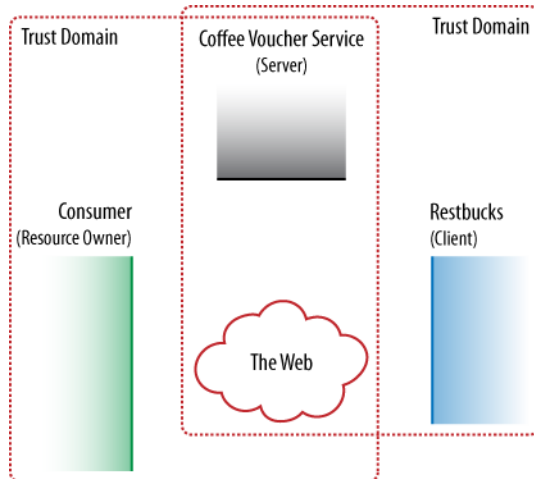 Trust Domain
Coffee Voucher Service
(Server)
Trust Domain
Consumer
(Resource Owner)
Restbucks
(Client)
The Web